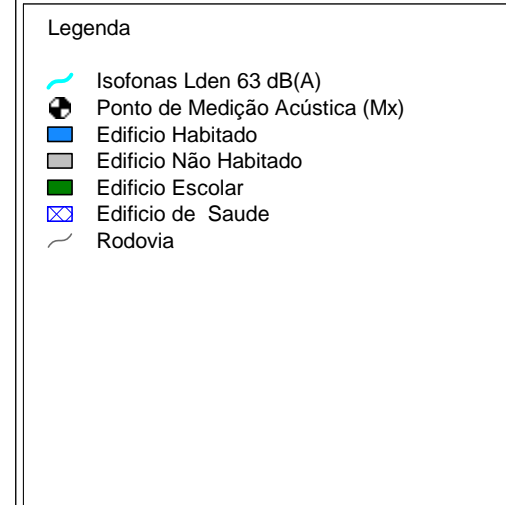 Legenda
Isofonas Lden 63 dB(A)
Ponto de Medição Acústica (Mx)
Edificio Habitado
Edificio Não Habitado
Edificio Escolar
Edificio de Saude
Rodovia